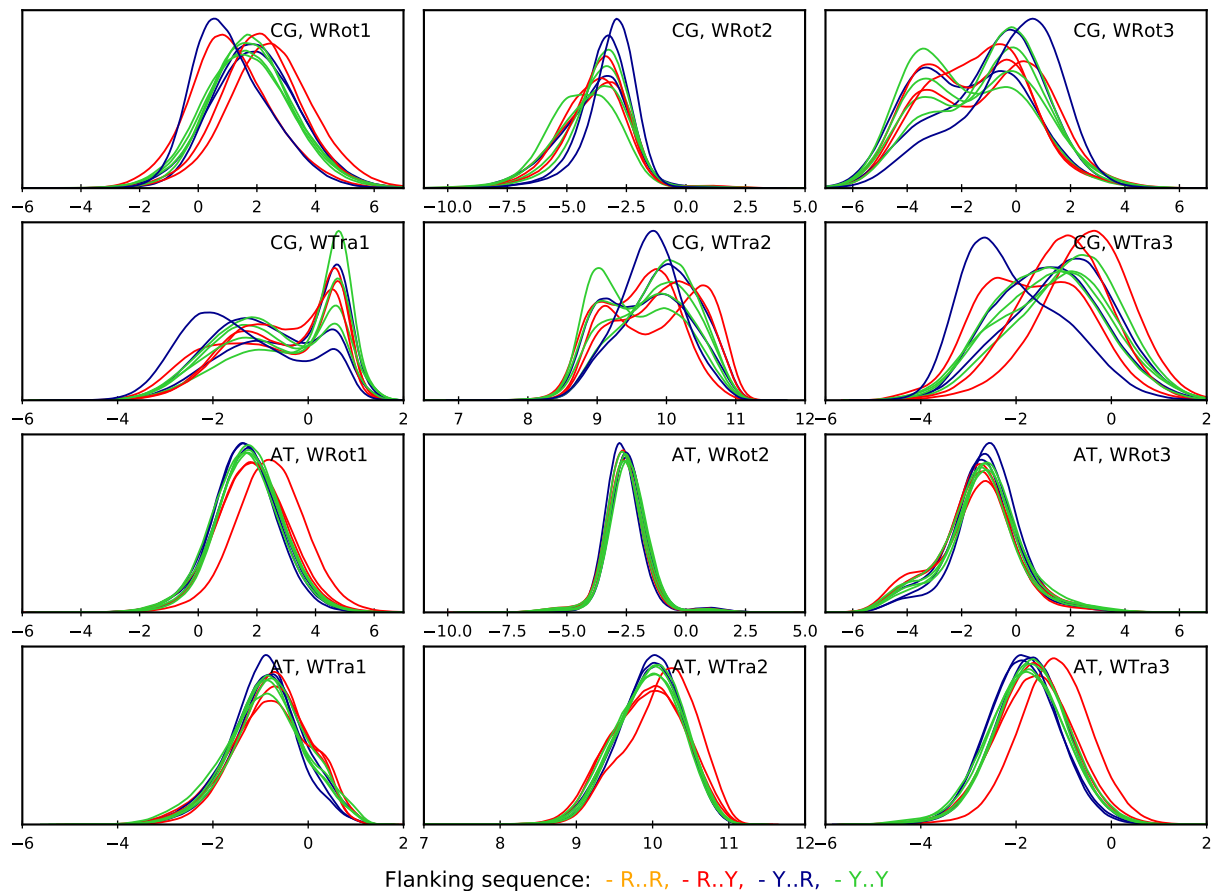 CG, WRot1
CG, WRot2
CG, WRot3
−6 −4 −2 0 2 4 6
−10.0 −7.5 −5.0 −2.5 0.0 2.5 5.0
−6 −4 −2 0 2 4 6
CG, WTra1
CG, WTra2
CG, WTra3
−6 −4 −2 0 2
7 8 9 10 11 12
−6 −4 −2 0 2
AT, WRot1
AT, WRot2
AT, WRot3
−6 −4 −2 0 2 4 6
−10.0 −7.5 −5.0 −2.5 0.0 2.5 5.0
−6 −4 −2 0 2 4 6
AT, WTra1
AT, WTra2
AT, WTra3
−6 −4 −2 0 2
7 8 9 10 11 12
−6 −4 −2 0 2
Flanking sequence: - R..R, - R..Y, - Y..R, - Y..Y